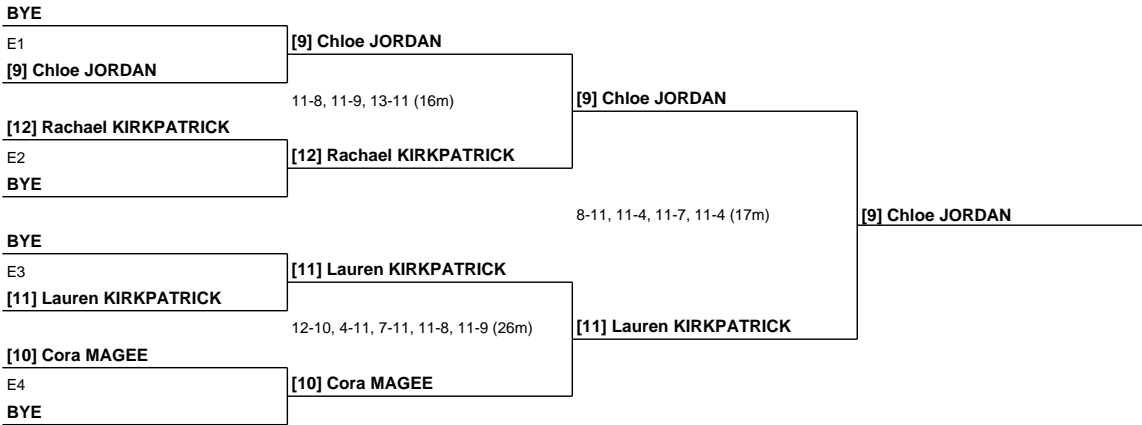 BYE
E1
[9] Chloe JORDAN
[9] Chloe JORDAN
11-8, 11-9, 13-11 (16m)
[9] Chloe JORDAN
[12] Rachael KIRKPATRICK
E2
[12] Rachael KIRKPATRICK
BYE
8-11, 11-4, 11-7, 11-4 (17m)
[9] Chloe JORDAN
BYE
E3
[11] Lauren KIRKPATRICK
[11] Lauren KIRKPATRICK
12-10, 4-11, 7-11, 11-8, 11-9 (26m)
[11] Lauren KIRKPATRICK
[10] Cora MAGEE
E4
[10] Cora MAGEE
BYE